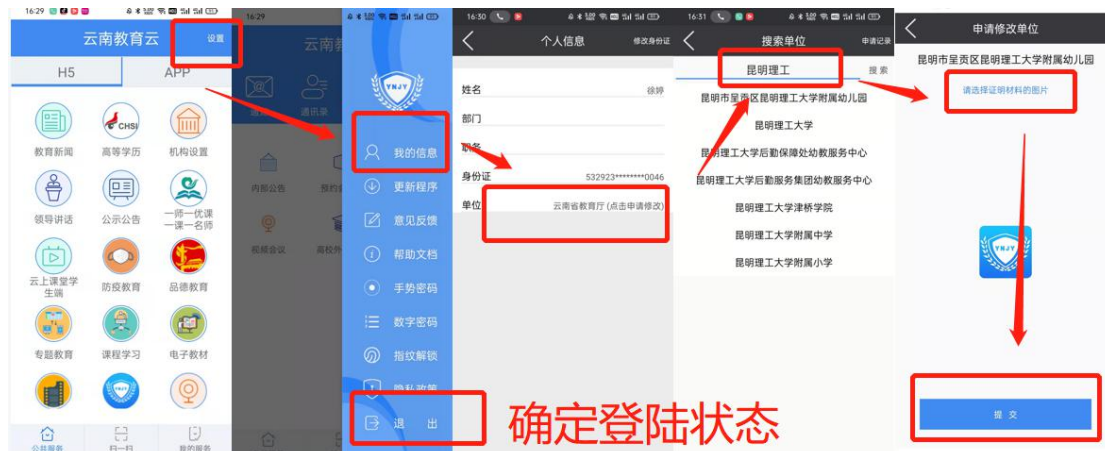 16:29
云南教育云
设置
H5
APP
教育新闻
CHSI
高等学历
机构设置
领导讲话
公示公告
一师一优课
一课一名师
云上课堂学
生端
防疫教育
品德教育
专题教育
课程学习
电子教材
YNJY
公共服务
扫一扫
我的服务
16:29
云南教
通讯录
内部公告
预约
视频会议
高校外
YNJY
我的信息
更新程序
意见反馈
帮助文档
手势密码
数字密码
指纹解锁
隐私政策
退 出
16:30
个人信息
修改身份证
姓名
徐婷
部门
职务
身份证
532923********0046
单位
云南省教育厅 (点击申请修改)
确定登陆状态
16:31
搜索单位
申请记录
昆明理工
搜索
昆明市呈贡区昆明理工大学附属幼儿园
昆明理工大学
昆明理工大学后勤保障处幼教服务中心
昆明理工大学后勤服务集团幼教服务中心
昆明理工大学津桥学院
昆明理工大学附属中学
昆明理工大学附属小学
申请修改单位
昆明市呈贡区昆明理工大学附属幼儿园
请选择证明材料的图片
YNJY
提 交